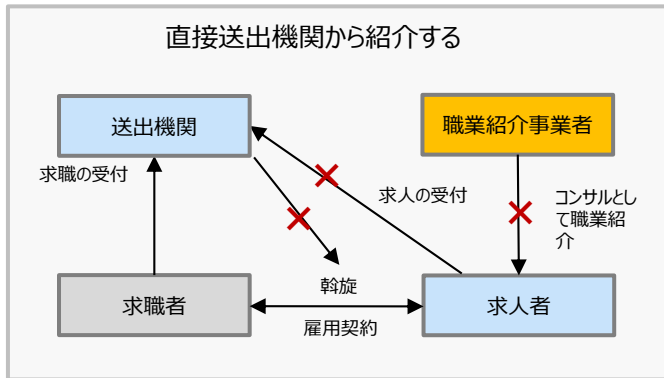 直接送出機関から紹介する
送出機関
職業紹介事業者
求職の受付
求人の受付
コンサルとし
て職業紹
介
斡旋
求職者
求人者
雇用契約